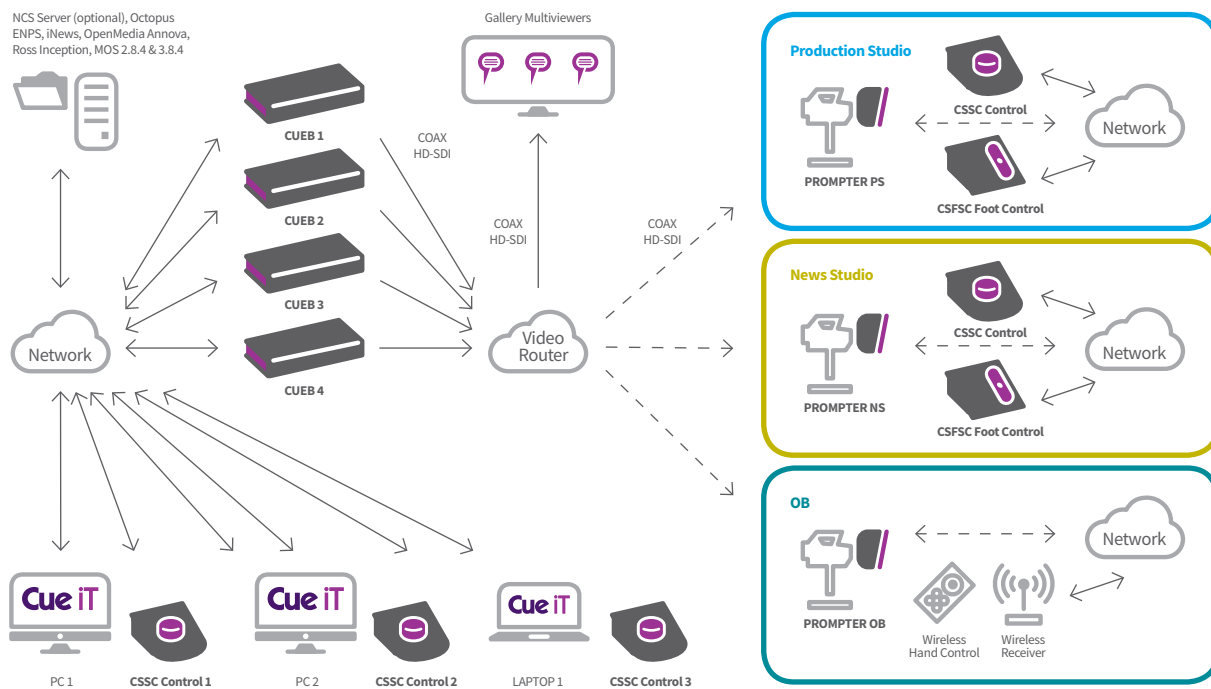 NCS Server (optional), Octopus
ENPS, iNews, OpenMedia Annova,
Ross Inception, MOS 2.8.4 & 3.8.4
Gallery Multiviewers
CUEB 1
COAX
HD-SDI
CUEB 2
CUEB 3
CUEB 4
Network
COAX
HD-SDI
Video
Router
COAX
HD-SDI
Production Studio
CSSC Control
Network
PROMPTER PS
CSFSC Foot Control
News Studio
CSSC Control
Network
PROMPTER NS
CSFSC Foot Control
OB
Network
PROMPTER OB
Wireless
Hand Control
Wireless
Receiver
Cue iT
PC 1
CSSC Control 1
Cue iT
PC 2
CSSC Control 2
Cue iT
LAPTOP 1
CSSC Control 3